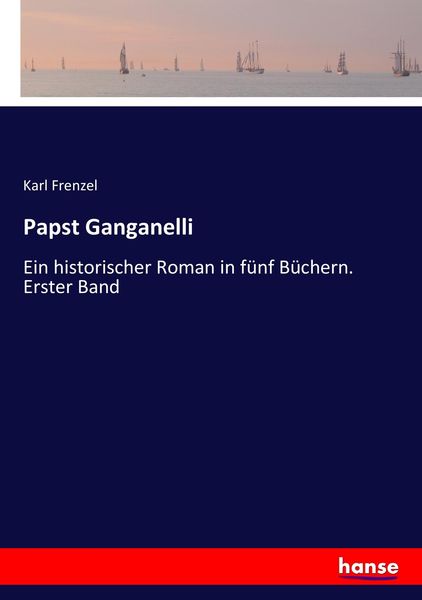 Karl Frenzel
Papst Ganganelli
Ein historischer Roman in fünf Büchern.
Erster Band
hanse